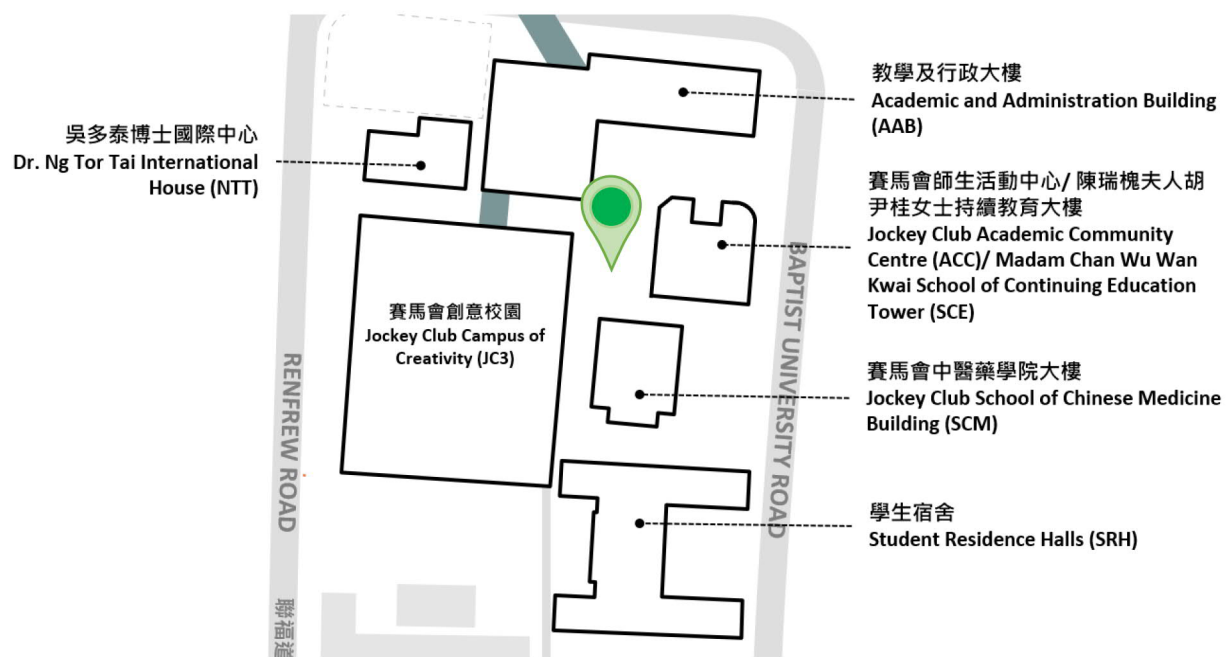 教學及行政大樓
Academic and Administration Building
(AAB)
吳多泰博士國際中心
Dr. Ng Tor Tai International
House (NTT)
賽馬會師生活動中心/ 陳瑞槐夫人胡
尹桂女士持續教育大樓
Jockey Club Academic Community
Centre (ACC)/ Madam Chan Wu Wan
Kwai School of Continuing Education
Tower (SCE)
賽馬會創意校園
Jockey Club Campus of
Creativity (JC3)
賽馬會中醫藥學院大樓
Jockey Club School of Chinese Medicine
Building (SCM)
學生宿舍
Student Residence Halls (SRH)
RENFREW ROAD
聯福道
BAPTIST UNIVERSITY ROAD